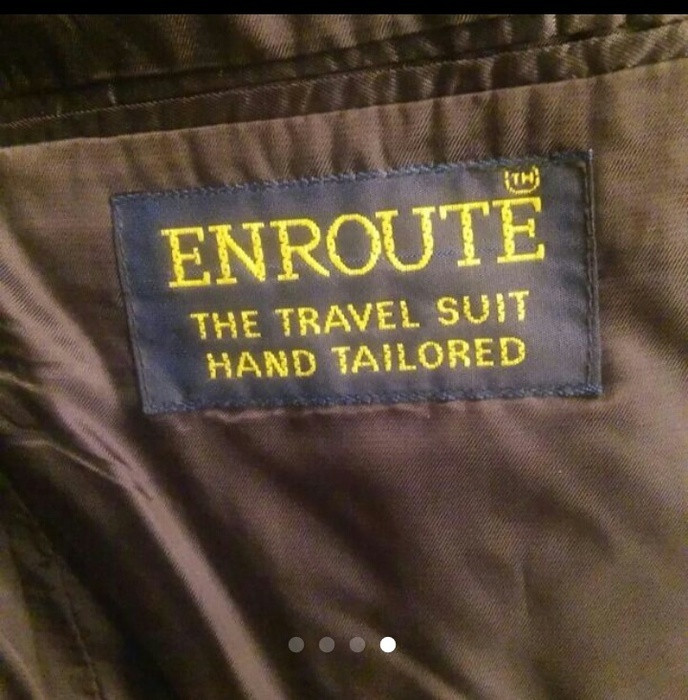 TM
ENROUTE
THE TRAVEL SUIT
HAND TAILORED